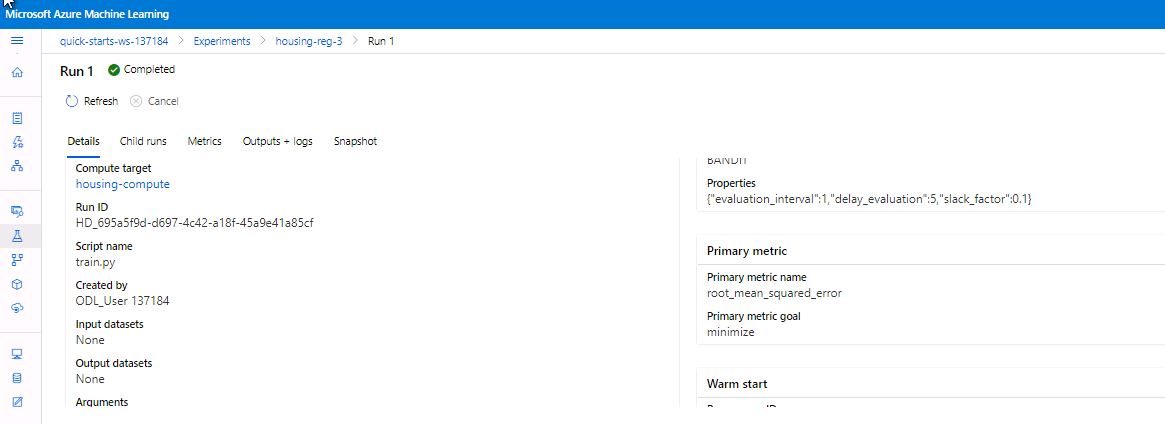 Microsoft Azure Machine Learning
quick-starts-ws-137184 > Experiments > housing-reg-3 > Run 1
Run 1 Completed
Refresh Cancel
Details Child runs Metrics Outputs + logs Snapshot
Compute target
housing-compute
Run ID
HD_695a5f9d-d697-4c42-a18f-45a9e41a85cf
Script name
train.py
Created by
ODL_User 137184
Input datasets
None
Output datasets
None
Arguments
BANDIT
Properties
{"evaluation_interval":1,"delay_evaluation":5,"slack_factor":0.1}
Primary metric
Primary metric name
root_mean_squared_error
Primary metric goal
minimize
Warm start